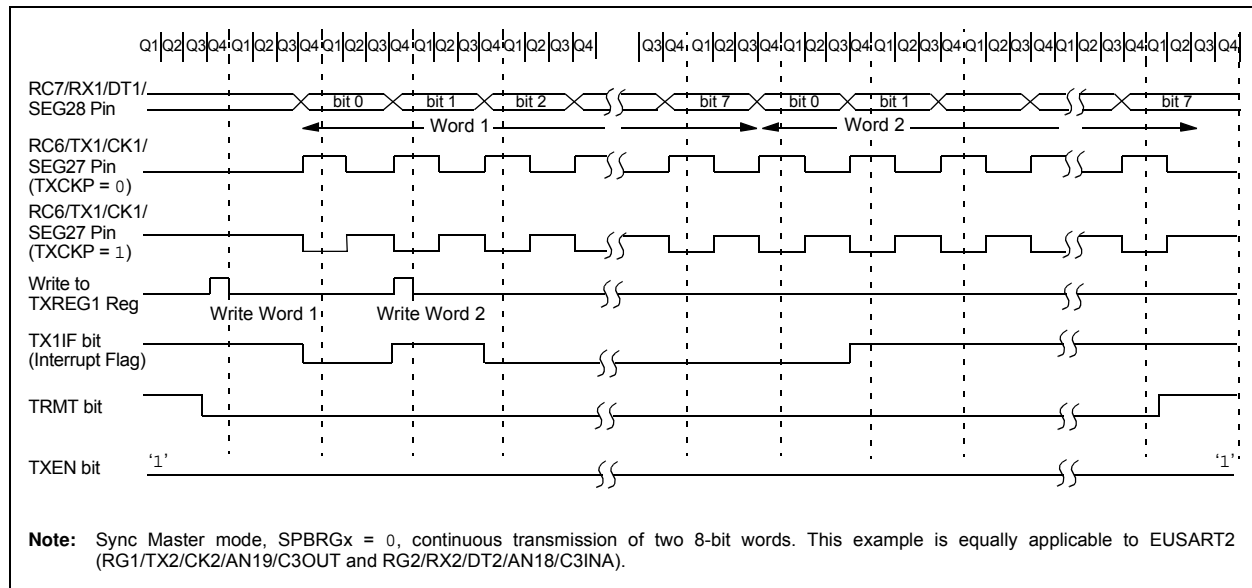 Q1 Q2 Q3 Q4 Q1 Q2 Q3 Q4 Q1 Q2 Q3 Q4 Q1 Q2 Q3 Q4 Q1 Q2 Q3 Q4 Q3 Q4 Q1 Q2 Q3 Q4 Q1 Q2 Q3 Q4 Q1 Q2 Q3 Q4 Q1 Q2 Q3 Q4 Q1 Q2 Q3 Q4 Q1 Q2 Q3 Q4
RC7/RX1/DT1/
SEG28 Pin
bit 0 bit 1 bit 2 bit 7 bit 0 bit 1 bit 7
Word 1 Word 2
RC6/TX1/CK1/
SEG27 Pin
(TXCKP = 0)
RC6/TX1/CK1/
SEG27 Pin
(TXCKP = 1)
Write to
TXREG1 Reg
Write Word 1 Write Word 2
TX1IF bit
(Interrupt Flag)
TRMT bit
TXEN bit
‘1’ ‘1’
Note: Sync Master mode, SPBRGx = 0, continuous transmission of two 8-bit words. This example is equally applicable to EUSART2
(RG1/TX2/CK2/AN19/C3OUT and RG2/RX2/DT2/AN18/C3INA).